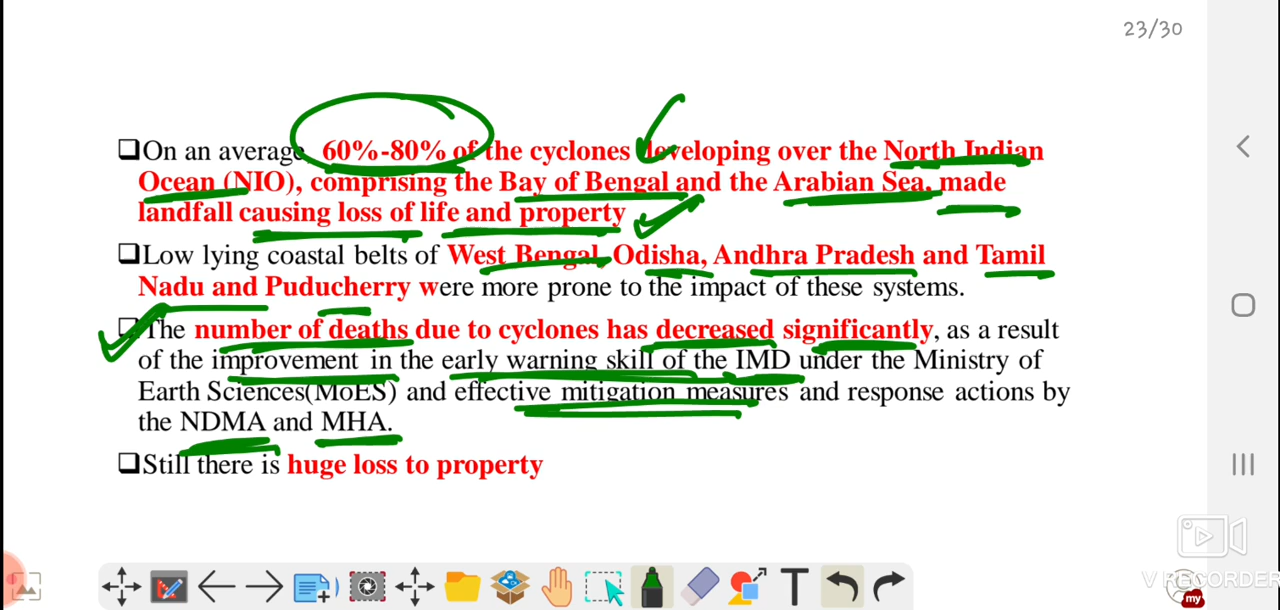 23/30
❑On an average 60%-80% of the cyclones developing over the North Indian
Ocean (NIO), comprising the Bay of Bengal and the Arabian Sea, made
landfall causing loss of life and property
❑Low lying coastal belts of West Bengal, Odisha, Andhra Pradesh and Tamil
Nadu and Puducherry were more prone to the impact of these systems.
❑The number of deaths due to cyclones has decreased significantly, as a result
of the improvement in the early warning skill of the IMD under the Ministry of
Earth Sciences(MoES) and effective mitigation measures and response actions by
the NDMA and MHA.
❑Still there is huge loss to property
T
V RECORDER
my